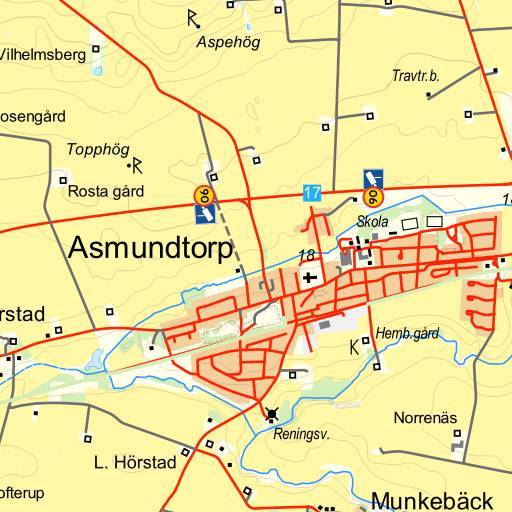 Aspehög
Vilhelmsberg
Travtr.b.
osengård
Topphög
R
R
Rosta gård
90
17
90
Skola
18
Asmundtorp
18
rstad
Hemb.gård
K
Norrenäs
Reningsv.
L. Hörstad
ofterup
Munkebäck